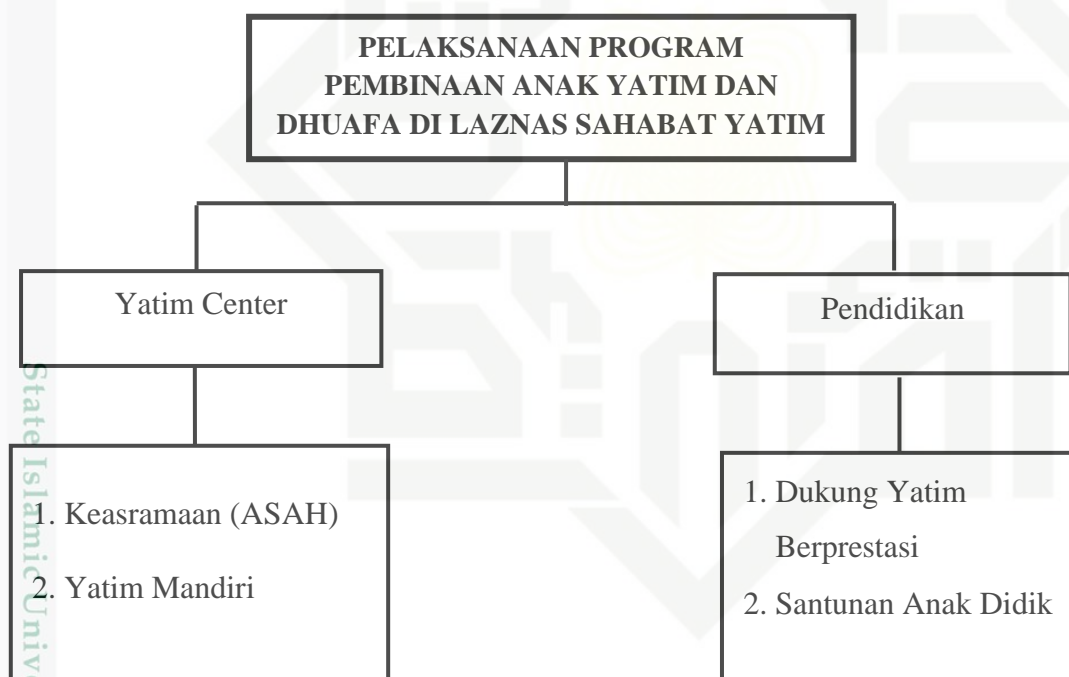 PELAKSANAAN PROGRAM
PEMBINAAN ANAK YATIM DAN
DHUAFA DI LAZNAS SAHABAT YATIM
Yatim Center
Pendidikan
1. Keasramaan (ASAH)
2. Yatim Mandiri
1. Dukung Yatim
Berprestasi
2. Santunan Anak Didik
State Islamic Unive